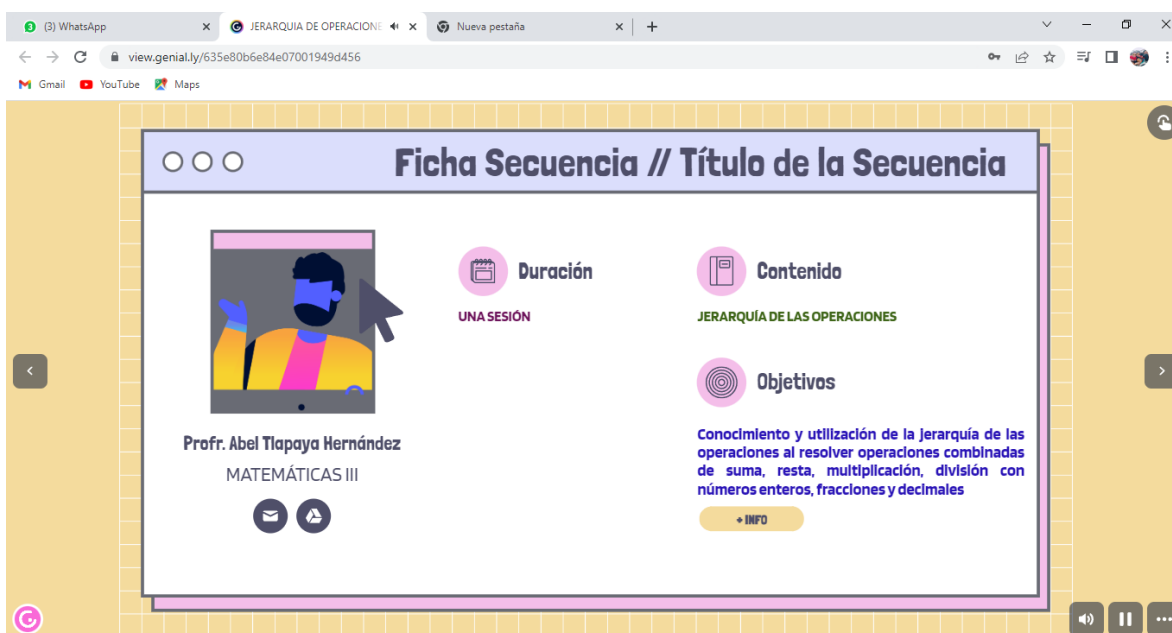 3
(3) WhatsApp
JERARQUIA DE OPERACIONE
Nueva pestaña
view.genial.ly/635e80b6e84e07001949d456
Gmail
YouTube
Maps
Ficha Secuencia // Título de la Secuencia
Duración
UNA SESIÓN
Contenido
JERARQUÍA DE LAS OPERACIONES
Objetivos
Conocimiento y utilización de la jerarquía de las
operaciones al resolver operaciones combinadas
de suma, resta, multiplicación, división con
números enteros, fracciones y decimales
+ INFO
Profr. Abel Tlapaya Hernández
MATEMÁTICAS III